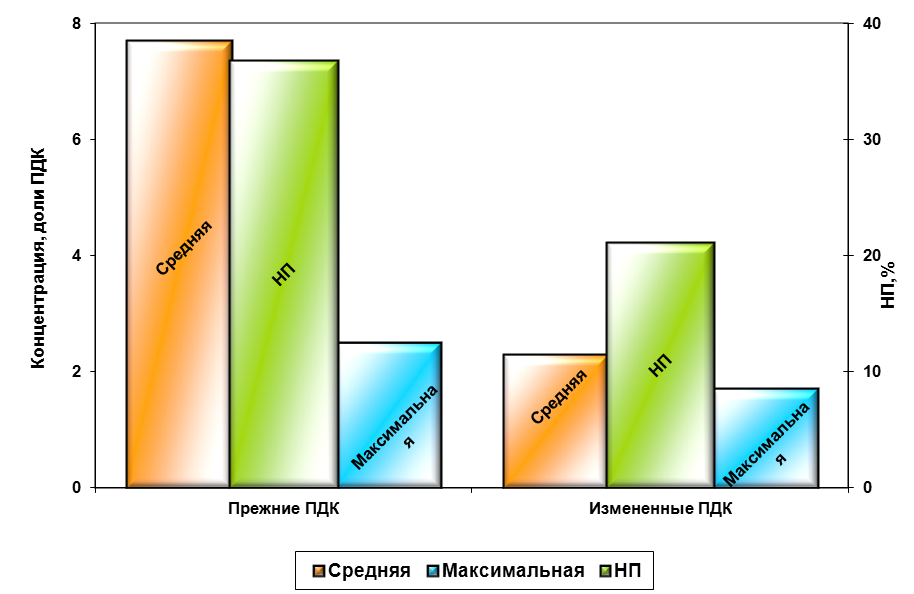 8
6
4
2
0
Концентрация, доли ПДК
40
30
20
10
0
НП,%
Средняя
НП
Максимальна
я
Средняя
НП
Максимальна
я
Прежние ПДК
Измененные ПДК
Средняя Максимальная НП